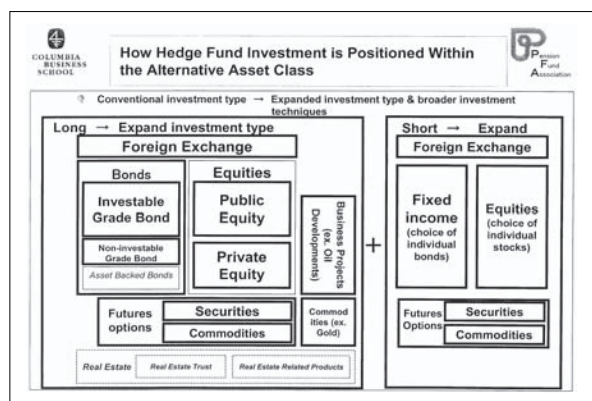 COLUMBIA
BUSINESS
SCHOOL
How Hedge Fund Investment is Positioned Within
the Alternative Asset Class
Pension
Fund
Association
Conventional investment type → Expanded investment type & broader investment
techniques
Long → Expand investment type
Foreign Exchange
Bonds
Investable
Grade Bond
Non-investable
Grade Bond
Asset Backed Bonds
Equities
Public
Equity
Private
Equity
Business Projects
(ex. Oil
Developments)
Futures
options
Securities
Commodities
Commod
ities (ex.
Gold)
Real Estate
Real Estate Trust
Real Estate Related Products
+
Short → Expand
Foreign Exchange
Fixed
income
(choice of
individual
bonds)
Equities
(choice of
individual
stocks)
Futures
Options
Securities
Commodities